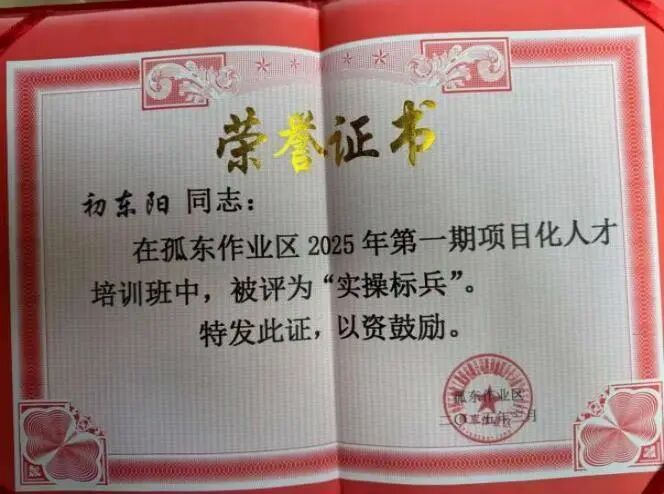 荣誉证书
初东阳 同志：
在孤东作业区 2025 年第一期项目化人才
培训班中，被评为“实操标兵”。
特发此证，以资鼓励。
孤东作业区